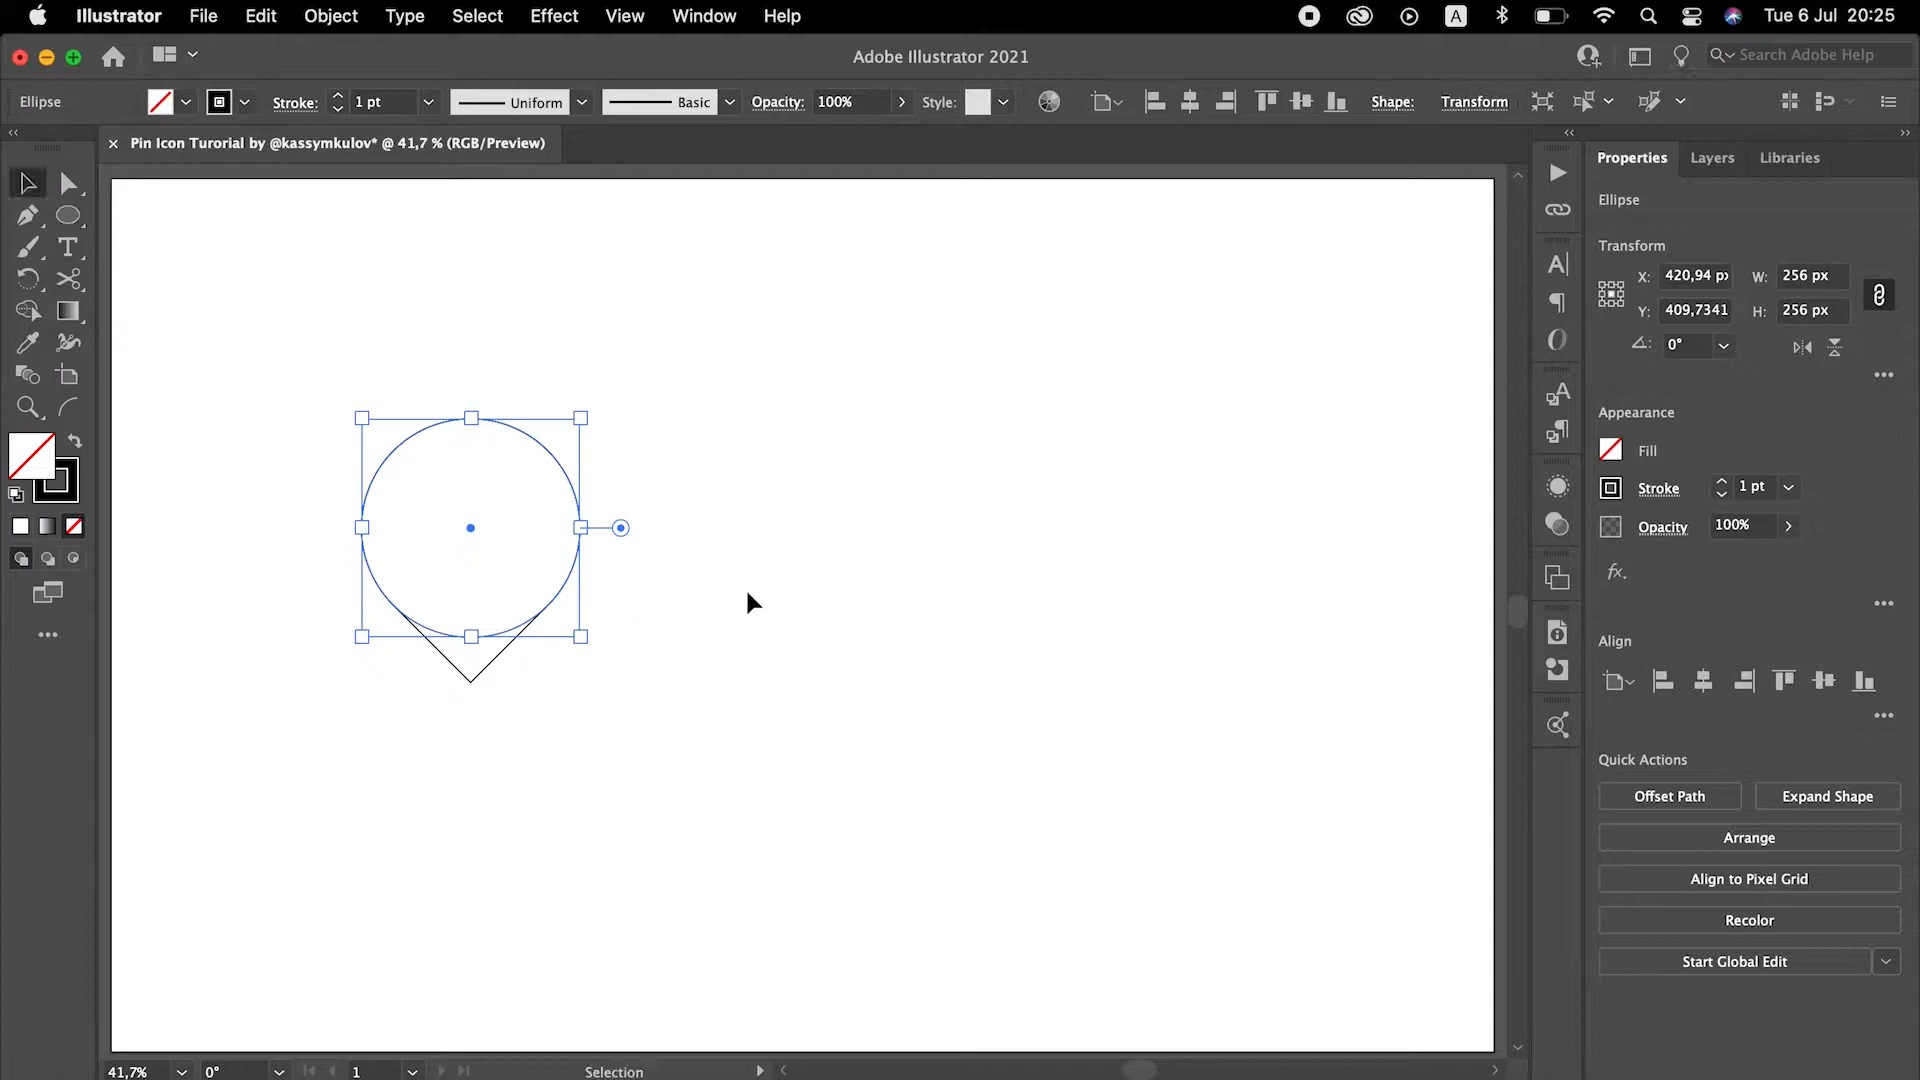 Illustrator File Edit Object Type Select Effect View Window Help A Tue 6 Jul 20:25
Adobe Illustrator 2021 Search Adobe Help
Ellipse Stroke: 1 pt Uniform Basic Opacity: 100% Style: Shape: Transform
Pin Icon Turorial by @kassymkulov* @ 41,7 % (RGB/Preview)
Properties Layers Libraries
Ellipse
Transform
X: 420,94 px W: 256 px
Y: 409,7341 H: 256 px
0°
Appearance
Fill
Stroke 1 pt
Opacity 100%
fx.
Align
Quick Actions
Offset Path Expand Shape
Arrange
Align to Pixel Grid
Recolor
Start Global Edit
41,7% 0° 1 Selection